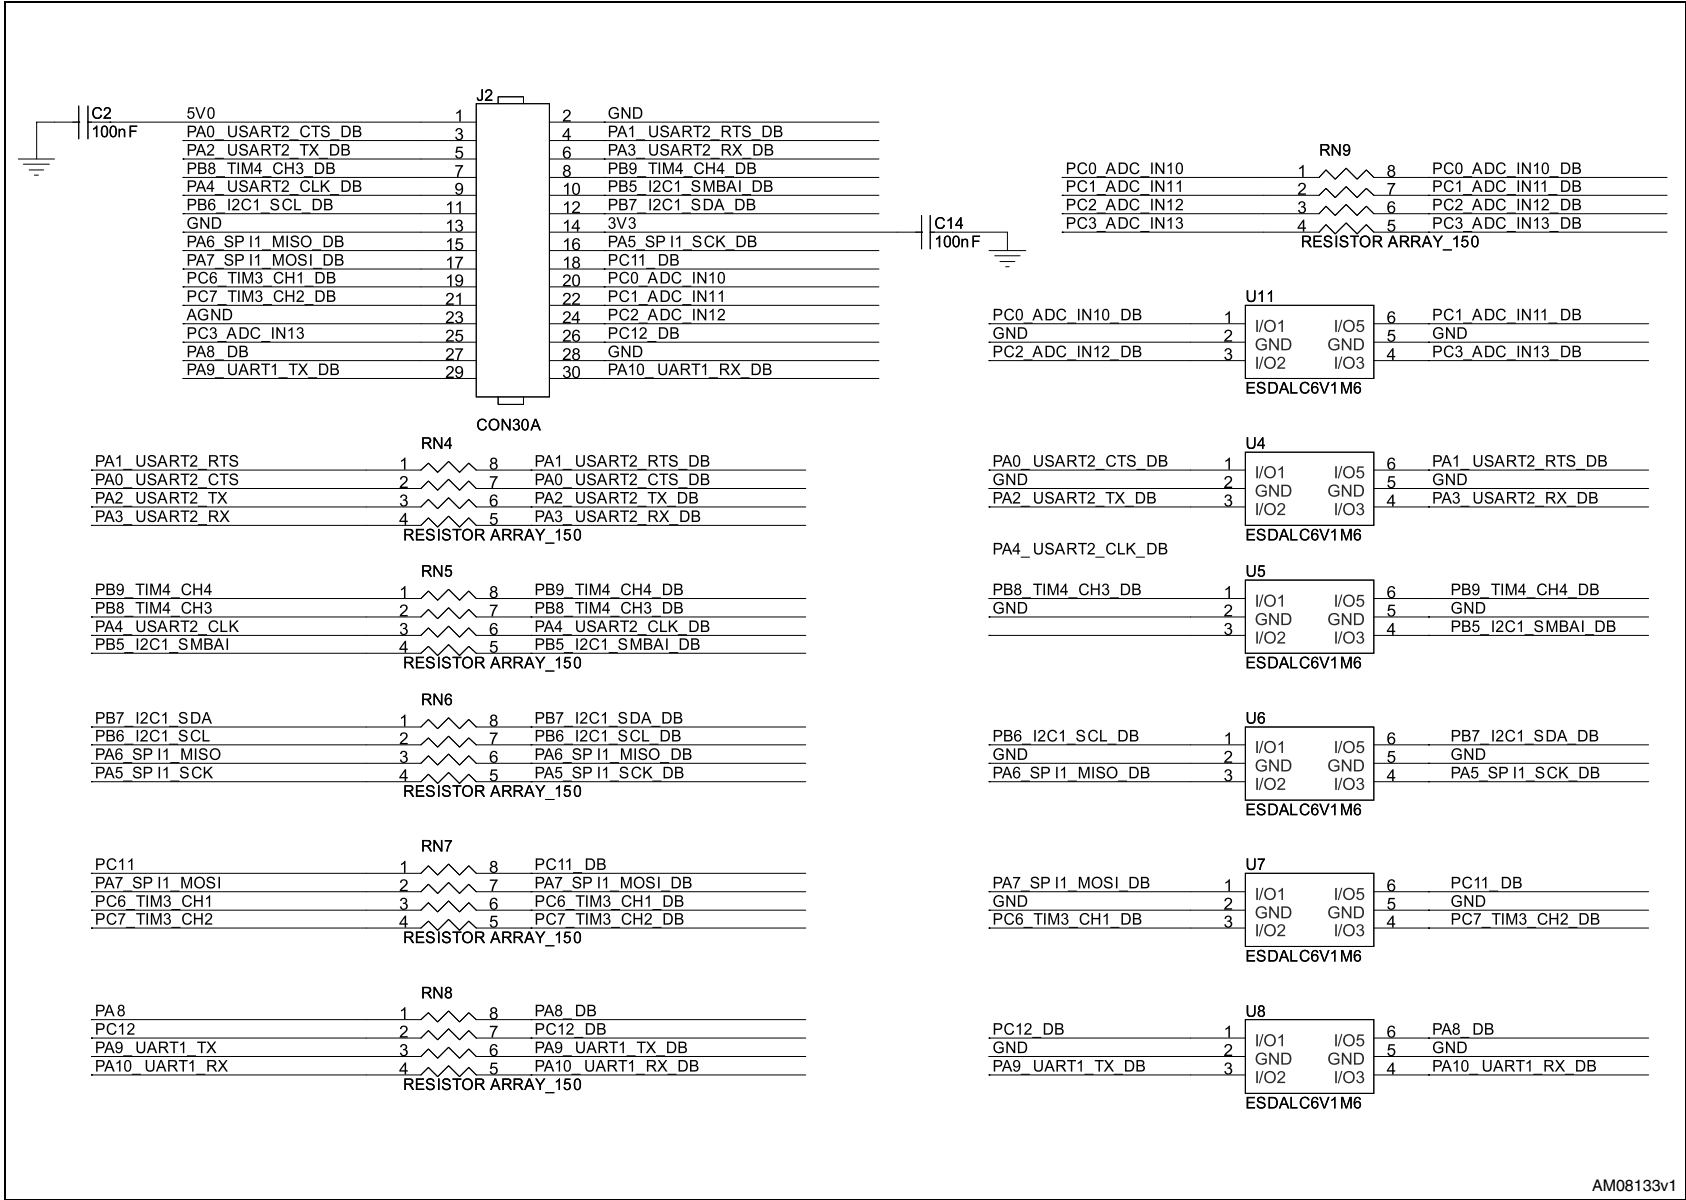 J2
C2 5V0 1 2 GND
100nF PA0_USART2_CTS_DB 3 4 PA1_USART2_RTS_DB
PA2_USART2_TX_DB 5 6 PA3_USART2_RX_DB
PB8_TIM4_CH3_DB 7 8 PB9_TIM4_CH4_DB
PA4_USART2_CLK_DB 9 10 PB5_I2C1_SMBAI_DB
PB6_I2C1_SCL_DB 11 12 PB7_I2C1_SDA_DB
GND 13 14 3V3 C14
PA6_SPI1_MISO_DB 15 16 PA5_SPI1_SCK_DB 100nF
PA7_SPI1_MOSI_DB 17 18 PC11_DB
PC6_TIM3_CH1_DB 19 20 PC0_ADC_IN10
PC7_TIM3_CH2_DB 21 22 PC1_ADC_IN11
AGND 23 24 PC2_ADC_IN12
PC3_ADC_IN13 25 26 PC12_DB
PA8_DB 27 28 GND
PA9_UART1_TX_DB 29 30 PA10_UART1_RX_DB
CON30A
RN9
PC0_ADC_IN10 1 8 PC0_ADC_IN10_DB
PC1_ADC_IN11 2 7 PC1_ADC_IN11_DB
PC2_ADC_IN12 3 6 PC2_ADC_IN12_DB
PC3_ADC_IN13 4 5 PC3_ADC_IN13_DB
RESISTOR ARRAY_150
U11
PC0_ADC_IN10_DB 1 I/O1 I/O5 6 PC1_ADC_IN11_DB
GND 2 GND GND 5 GND
PC2_ADC_IN12_DB 3 I/O2 I/O3 4 PC3_ADC_IN13_DB
ESDALC6V1M6
RN4
PA1_USART2_RTS 1 8 PA1_USART2_RTS_DB
PA0_USART2_CTS 2 7 PA0_USART2_CTS_DB
PA2_USART2_TX 3 6 PA2_USART2_TX_DB
PA3_USART2_RX 4 5 PA3_USART2_RX_DB
RESISTOR ARRAY_150
U4
PA0_USART2_CTS_DB 1 I/O1 I/O5 6 PA1_USART2_RTS_DB
GND 2 GND GND 5 GND
PA2_USART2_TX_DB 3 I/O2 I/O3 4 PA3_USART2_RX_DB
ESDALC6V1M6
PA4_USART2_CLK_DB
RN5
PB9_TIM4_CH4 1 8 PB9_TIM4_CH4_DB
PB8_TIM4_CH3 2 7 PB8_TIM4_CH3_DB
PA4_USART2_CLK 3 6 PA4_USART2_CLK_DB
PB5_I2C1_SMBAI 4 5 PB5_I2C1_SMBAI_DB
RESISTOR ARRAY_150
U5
PB8_TIM4_CH3_DB 1 I/O1 I/O5 6 PB9_TIM4_CH4_DB
GND 2 GND GND 5 GND
3 I/O2 I/O3 4 PB5_I2C1_SMBAI_DB
ESDALC6V1M6
RN6
PB7_I2C1_SDA 1 8 PB7_I2C1_SDA_DB
PB6_I2C1_SCL 2 7 PB6_I2C1_SCL_DB
PA6_SPI1_MISO 3 6 PA6_SPI1_MISO_DB
PA5_SPI1_SCK 4 5 PA5_SPI1_SCK_DB
RESISTOR ARRAY_150
U6
PB6_I2C1_SCL_DB 1 I/O1 I/O5 6 PB7_I2C1_SDA_DB
GND 2 GND GND 5 GND
PA6_SPI1_MISO_DB 3 I/O2 I/O3 4 PA5_SPI1_SCK_DB
ESDALC6V1M6
RN7
PC11 1 8 PC11_DB
PA7_SPI1_MOSI 2 7 PA7_SPI1_MOSI_DB
PC6_TIM3_CH1 3 6 PC6_TIM3_CH1_DB
PC7_TIM3_CH2 4 5 PC7_TIM3_CH2_DB
RESISTOR ARRAY_150
U7
PA7_SPI1_MOSI_DB 1 I/O1 I/O5 6 PC11_DB
GND 2 GND GND 5 GND
PC6_TIM3_CH1_DB 3 I/O2 I/O3 4 PC7_TIM3_CH2_DB
ESDALC6V1M6
RN8
PA8 1 8 PA8_DB
PC12 2 7 PC12_DB
PA9_UART1_TX 3 6 PA9_UART1_TX_DB
PA10_UART1_RX 4 5 PA10_UART1_RX_DB
RESISTOR ARRAY_150
U8
PC12_DB 1 I/O1 I/O5 6 PA8_DB
GND 2 GND GND 5 GND
PA9_UART1_TX_DB 3 I/O2 I/O3 4 PA10_UART1_RX_DB
ESDALC6V1M6
AM08133v1